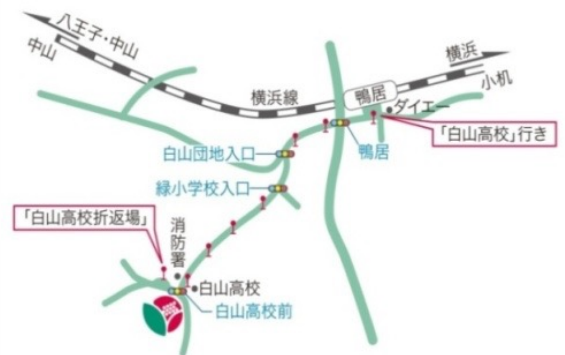 八王子・中山
中山
横浜線
鴨居
横浜
小机
ダイエー
「白山高校」行き
鴨居
白山団地入口
緑小学校入口
「白山高校折返場」
消防署
白山高校
白山高校前